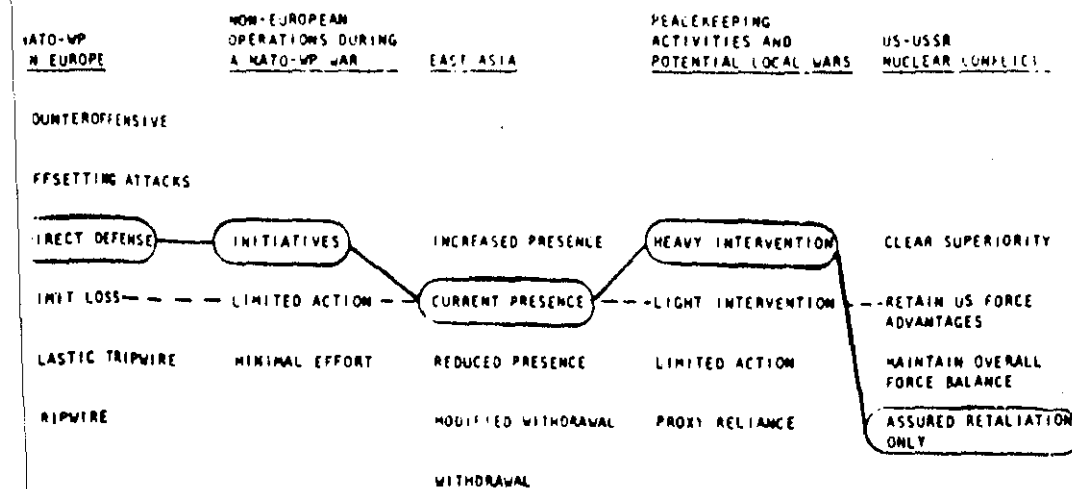 NON-EUROPEAN
OPERATIONS DURING
A NATO-WP WAR
PEACEKEEPING
ACTIVITIES AND
POTENTIAL LOCAL WARS
ATO-WP
N EUROPE
EAST ASIA
US-USSR
NUCLEAR CONFLICT
OUNTEROFFENSIVE
FFSETTING ATTACKS
IRECT DEFENSE
INITIATIVES
INCREASED PRESENCE
HEAVY INTERVENTION
CLEAR SUPERIORITY
IMIT LOSS
LIMITED ACTION
CURRENT PRESENCE
LIGHT INTERVENTION
RETAIN US FORCE
ADVANTAGES
LASTIC TRIPWIRE
MINIMAL EFFORT
REDUCED PRESENCE
LIMITED ACTION
MAINTAIN OVERALL
FORCE BALANCE
RIPWIRE
MODIFIED WITHDRAWAL
PROXY RELIANCE
ASSURED RETALIATION
ONLY
WITHDRAWAL